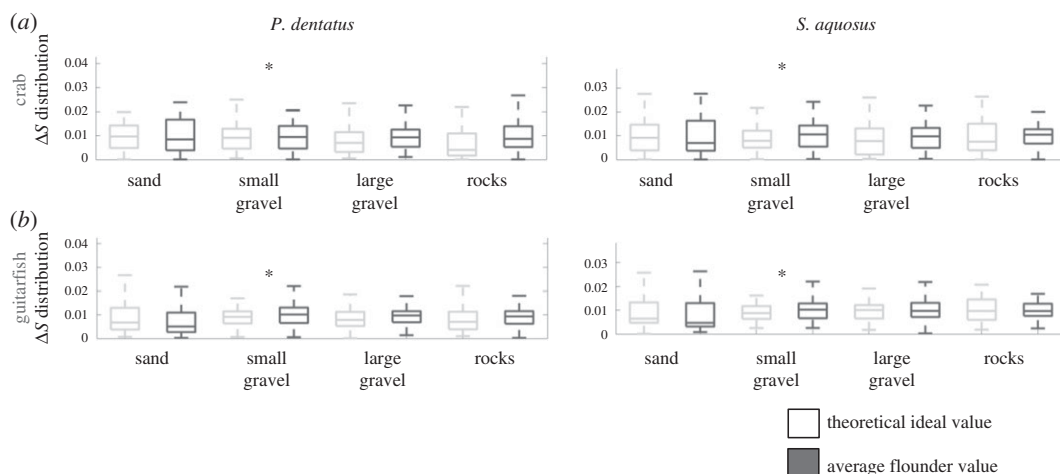 (a) P. dentatus S. aquosus
crab
ΔS distribution
0.04
0.03
0.02
0.01
0
*
sand small gravel large gravel rocks
0.03
0.02
0.01
0
*
sand small gravel large gravel rocks
(b)
guitarfish
ΔS distribution
0.04
0.03
0.02
0.01
0
*
sand small gravel large gravel rocks
0.03
0.02
0.01
0
*
sand small gravel large gravel rocks
theoretical ideal value
average flounder value